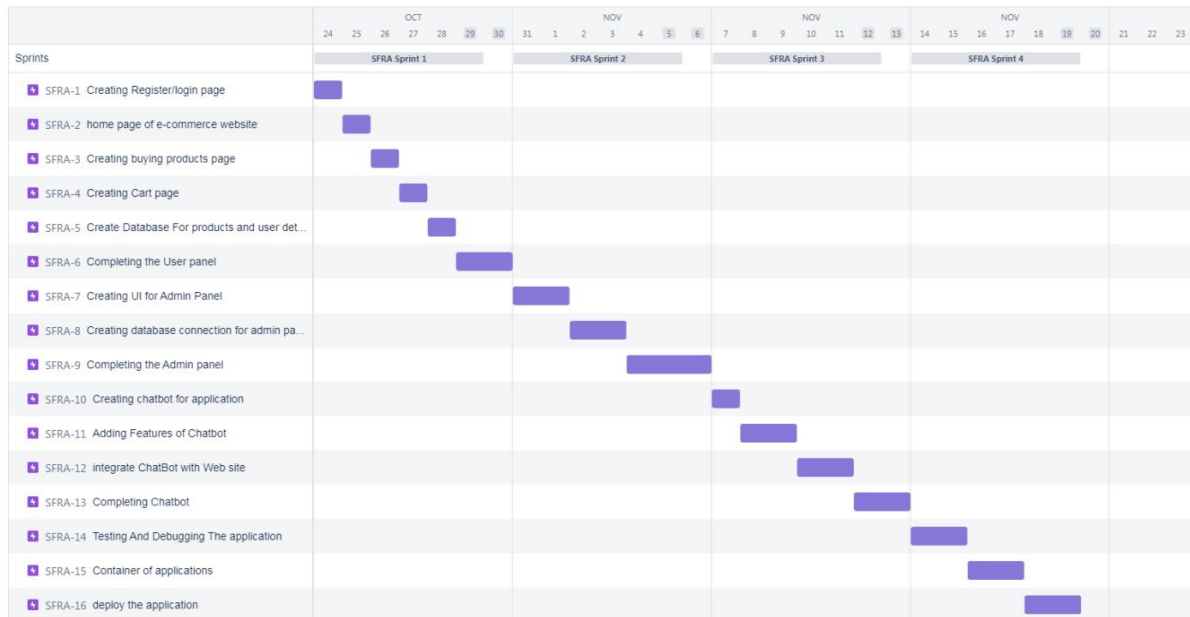 OCT NOV NOV NOV
24 25 26 27 28 29 30 31 1 2 3 4 5 6 7 8 9 10 11 12 13 14 15 16 17 18 19 20 21 22 23
Sprints SFRA Sprint 1 SFRA Sprint 2 SFRA Sprint 3 SFRA Sprint 4
SFRA-1 Creating Register/login page
SFRA-2 home page of e-commerce website
SFRA-3 Creating buying products page
SFRA-4 Creating Cart page
SFRA-5 Create Database For products and user det...
SFRA-6 Completing the User panel
SFRA-7 Creating UI for Admin Panel
SFRA-8 Creating database connection for admin pa...
SFRA-9 Completing the Admin panel
SFRA-10 Creating chatbot for application
SFRA-11 Adding Features of Chatbot
SFRA-12 integrate ChatBot with Web site
SFRA-13 Completing Chatbot
SFRA-14 Testing And Debugging The application
SFRA-15 Container of applications
SFRA-16 deploy the application